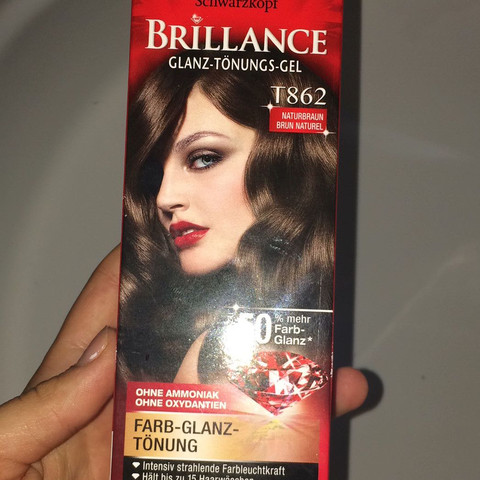 Schwarzkopf
BRILLANCE
GLANZ-TÖNUNGS-GEL
T862
NATURBRAUN
BRUN NATUREL
50 % mehr
Farb-
Glanz*
OHNE AMMONIAK
OHNE OXYDANTIEN
FARB-GLANZ-
TÖNUNG
Intensiv strahlende Farbleuchtkraft
Hält bis zu 15 Haarwäschen